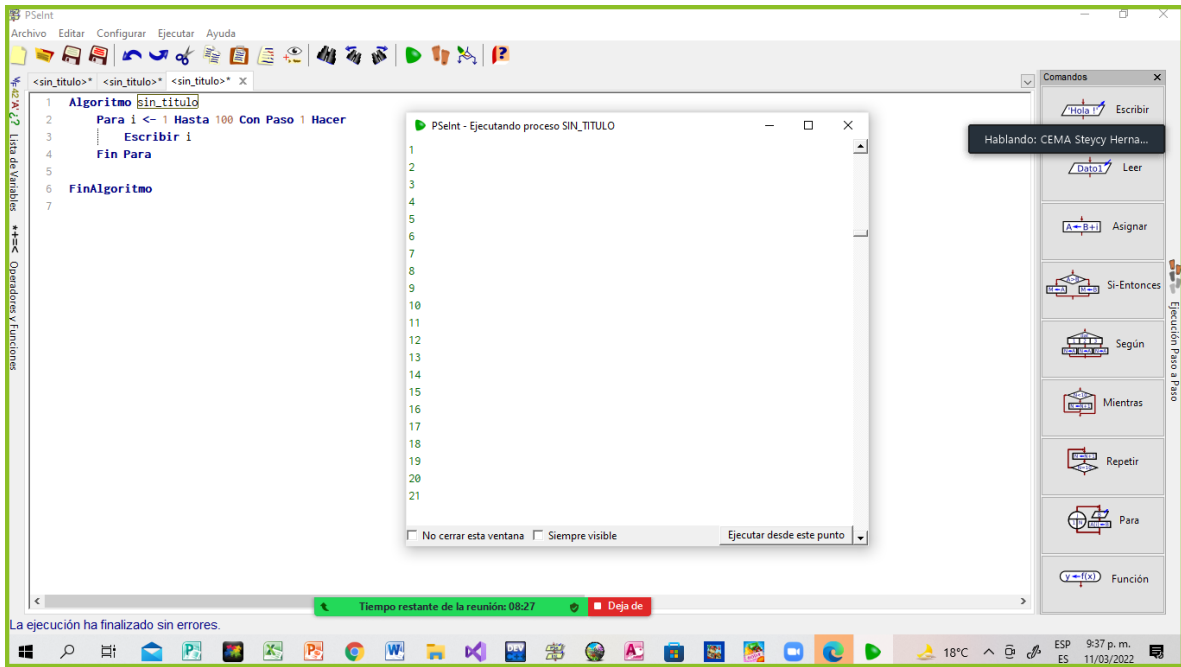 PSeInt
Archivo Editar Configurar Ejecutar Ayuda
<sin_titulo>* <sin_titulo>* <sin_titulo>* X
Comandos
1 Algoritmo sin_titulo
2 Para i <- 1 Hasta 100 Con Paso 1 Hacer
3 Escribir i
4 Fin Para
5
6 FinAlgoritmo
7
Lista de Variables
*+=< Operadores y Funciones
PSeInt - Ejecutando proceso SIN_TITULO
1
2
3
4
5
6
7
8
9
10
11
12
13
14
15
16
17
18
19
20
21
No cerrar esta ventana Siempre visible Ejecutar desde este punto
'Hola !' Escribir
Hablando: CEMA Steycy Herna...
Dato1 Leer
A←B+1 Asignar
Si-Entonces
Según
Mientras
Repetir
Para
y←f(x) Función
Ejecución Paso a Paso
Tiempo restante de la reunión: 08:27 Deja de
La ejecución ha finalizado sin errores.
DEV
18°C ESP 9:37 p. m.
ES 11/03/2022